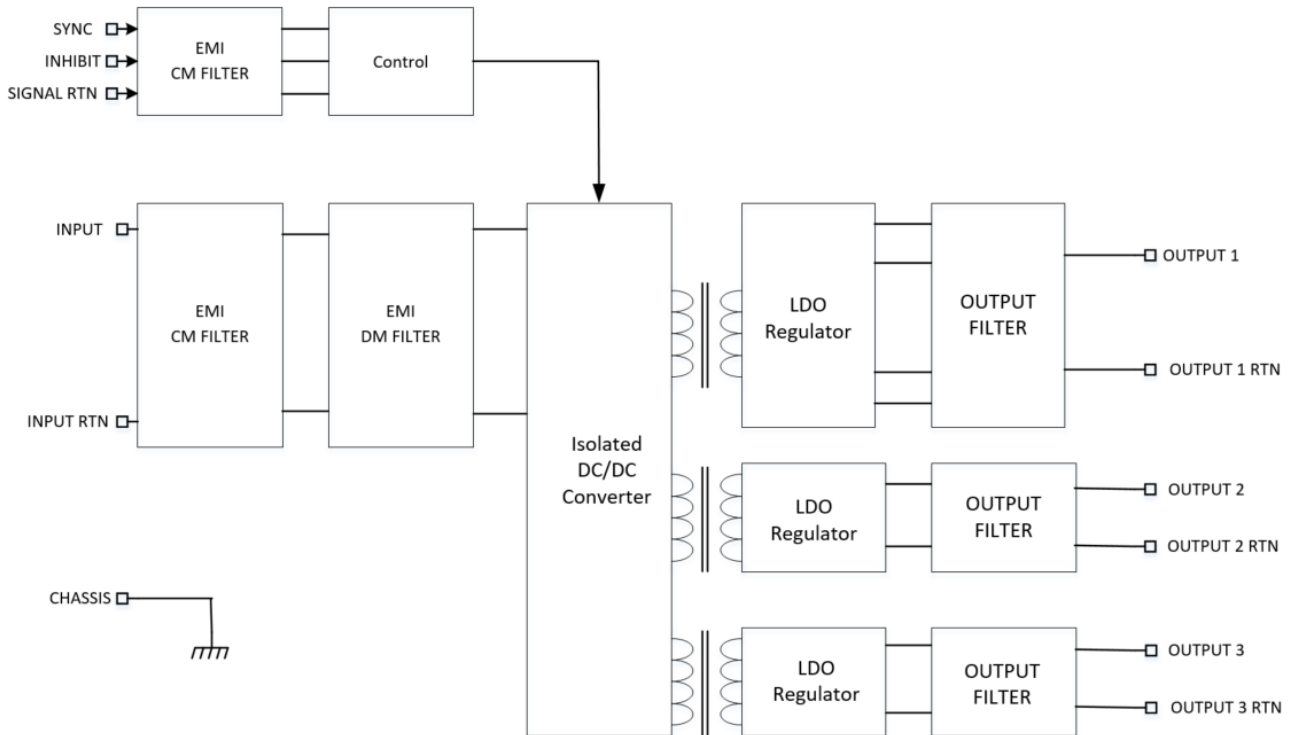 SYNC
INHIBIT
SIGNAL RTN
EMI
CM FILTER
Control
INPUT
INPUT RTN
EMI
CM FILTER
EMI
DM FILTER
Isolated
DC/DC
Converter
LDO
Regulator
OUTPUT
FILTER
OUTPUT 1
OUTPUT 1 RTN
LDO
Regulator
OUTPUT
FILTER
OUTPUT 2
OUTPUT 2 RTN
CHASSIS
LDO
Regulator
OUTPUT
FILTER
OUTPUT 3
OUTPUT 3 RTN